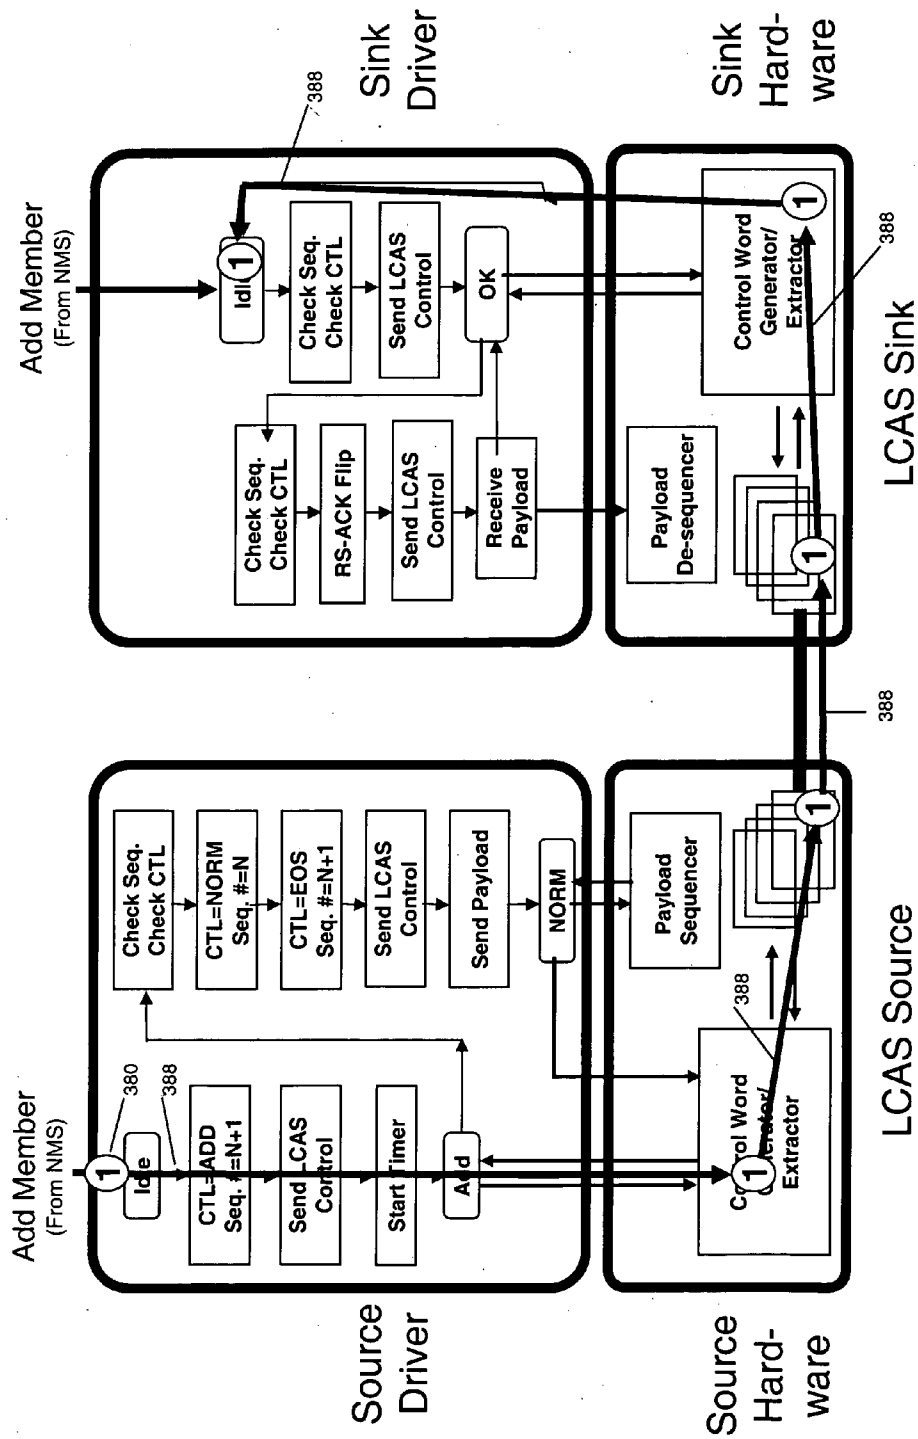 Add Member
(From NMS)
1
380
388
Idle
CTL=ADD
Seq. #=N+1
Send LCAS
Control
Start Timer
Add
Check Seq.
Check CTL
CTL=NORM
Seq. #=N
CTL=EOS
Seq. #=N+1
Send LCAS
Control
Send Payload
NORM
Source
Driver
Control Word
Generator/
Extractor
1
388
Payload
Sequencer
1
Source
Hard-
ware
LCAS Source
388
Add Member
(From NMS)
Idle
1
388
Check Seq.
Check CTL
Send LCAS
Control
OK
Check Seq.
Check CTL
RS-ACK Flip
Send LCAS
Control
Receive
Payload
Sink
Driver
Payload
De-sequencer
1
Control Word
Generator/
Extractor
1
388
Sink
Hard-
ware
LCAS Sink